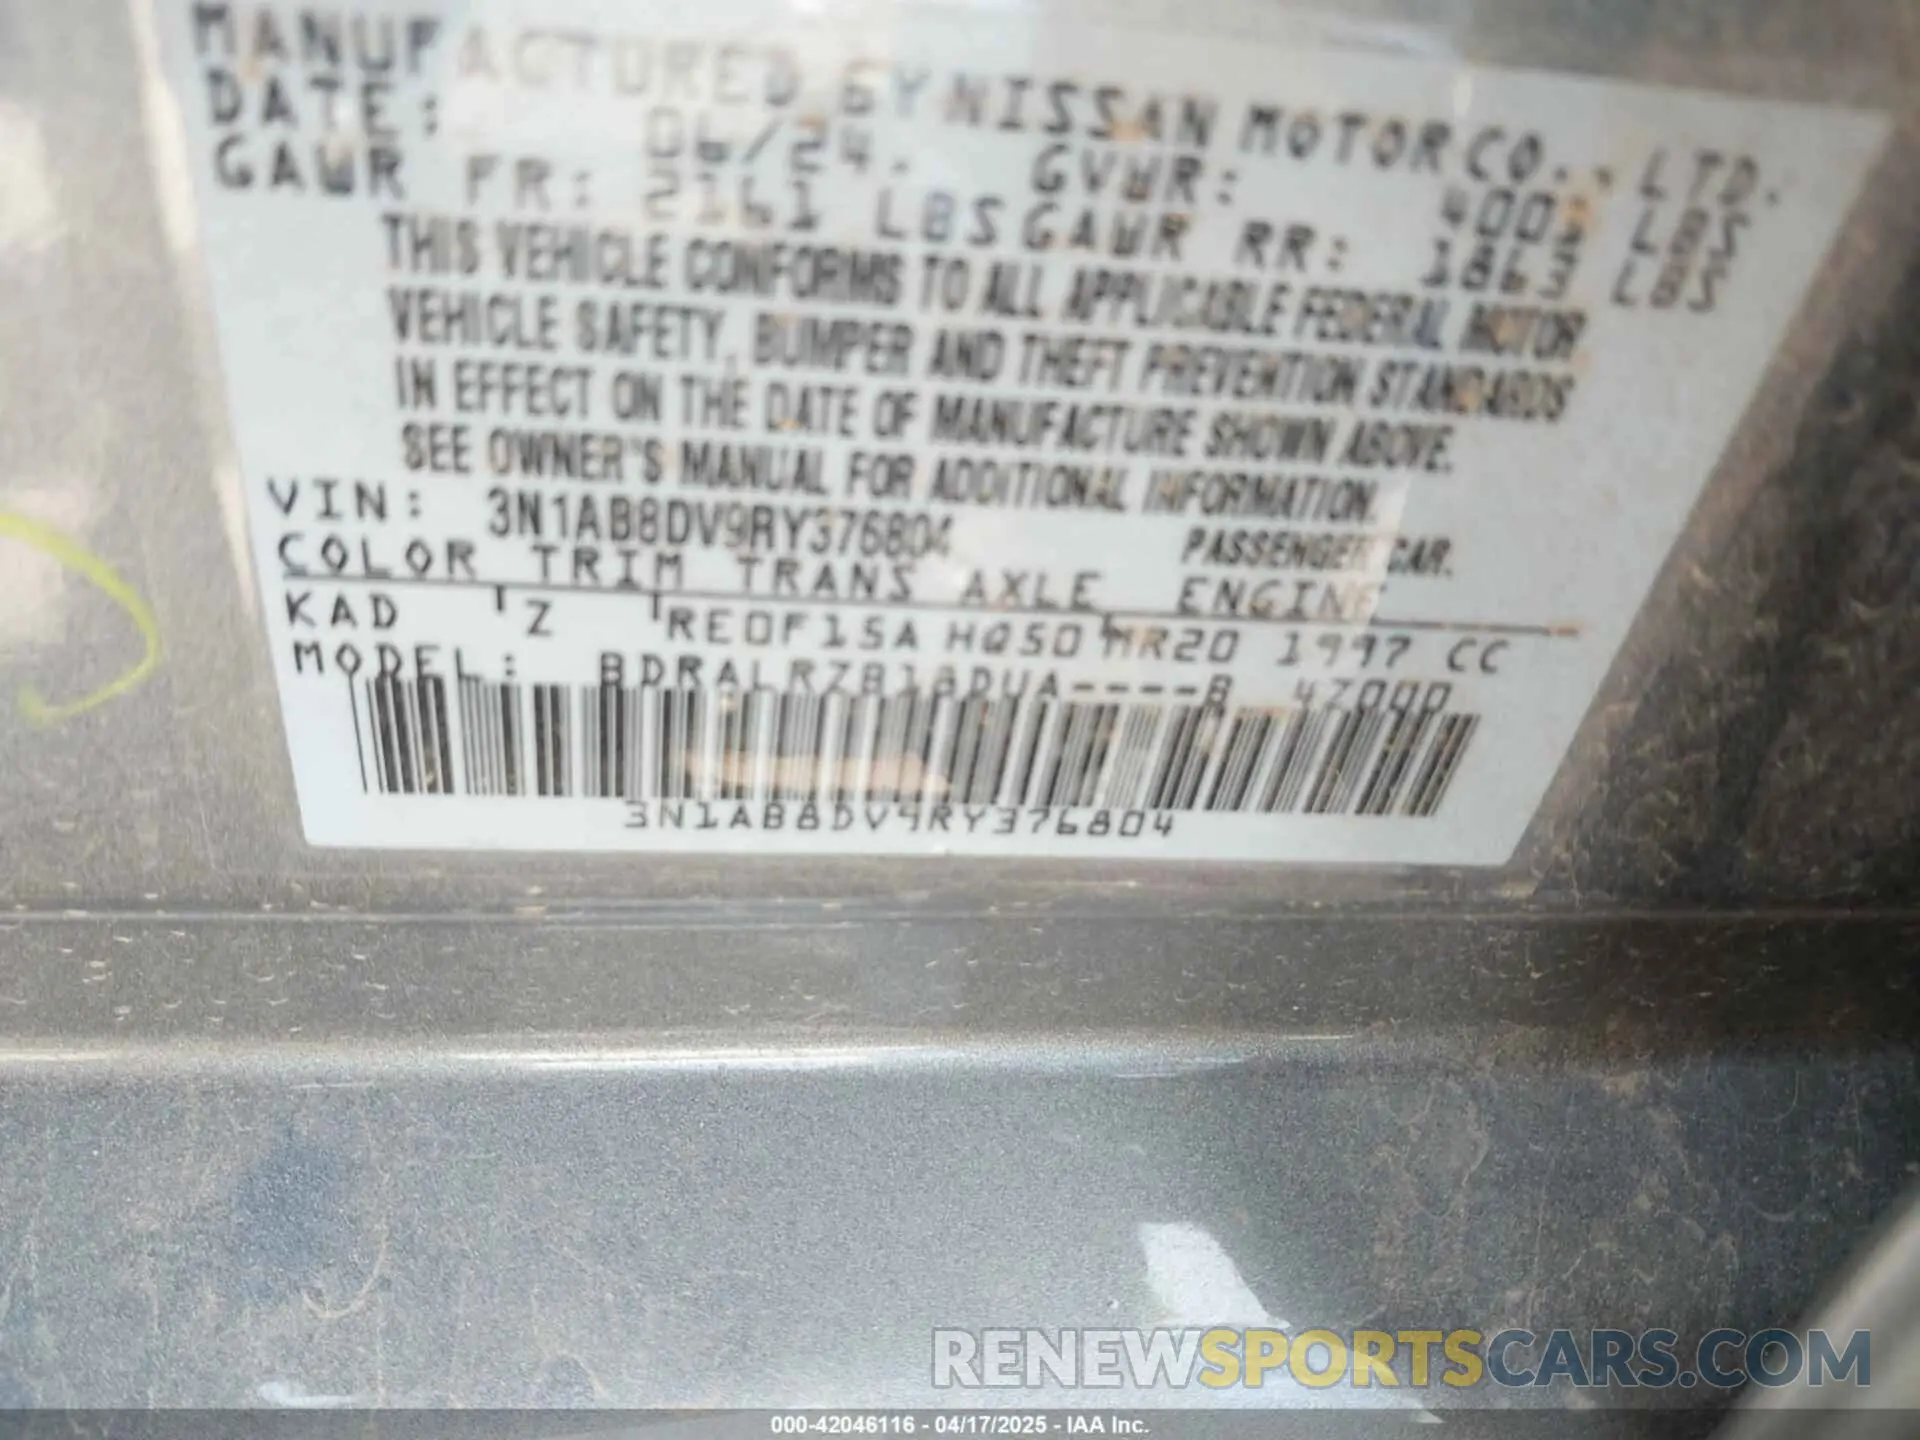 MANUFACTURED BY NISSAN MOTOR CO., LTD.
DATE: 06/24. GVWR: LBS
GAWR FR: 2161 LBS GAWR RR: 1863 LBS
THIS VEHICLE CONFORMS TO ALL APPLICABLE FEDERAL MOTOR
VEHICLE SAFETY, BUMPER AND THEFT PREVENTION STANDARDS
IN EFFECT ON THE DATE OF MANUFACTURE SHOWN ABOVE.
SEE OWNER'S MANUAL FOR ADDITIONAL INFORMATION.
VIN: 3N1AB8DV9RY376804 PASSENGER CAR.
COLOR TRIM TRANS AXLE ENGINE
KAD Z RE0F15A HQ50 MR20 1997 CC
MODEL: 47000
3N1AB8DV9RY376804
RENEWSPORTSCARS.COM
000-42046116 - 04/17/2025 - IAA Inc.